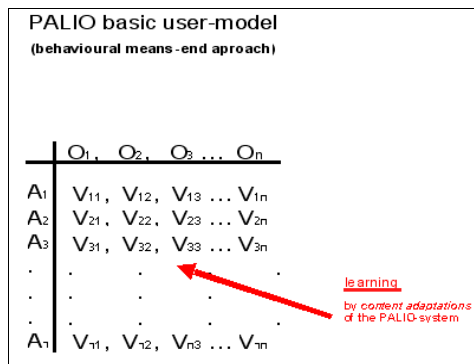 PALIO basic user-model
(behavioural means-end aproach)
O1, O2, O3 ... On
A1 V11, V12, V13 ... V1n
A2 V21, V22, V23 ... V2n
A3 V31, V32, V33 ... V3n
. . . .
. . . .
. . . .
An Vn1, Vn2, Vn3 ... Vnn
learning
by content adaptations
of the PALIO-system